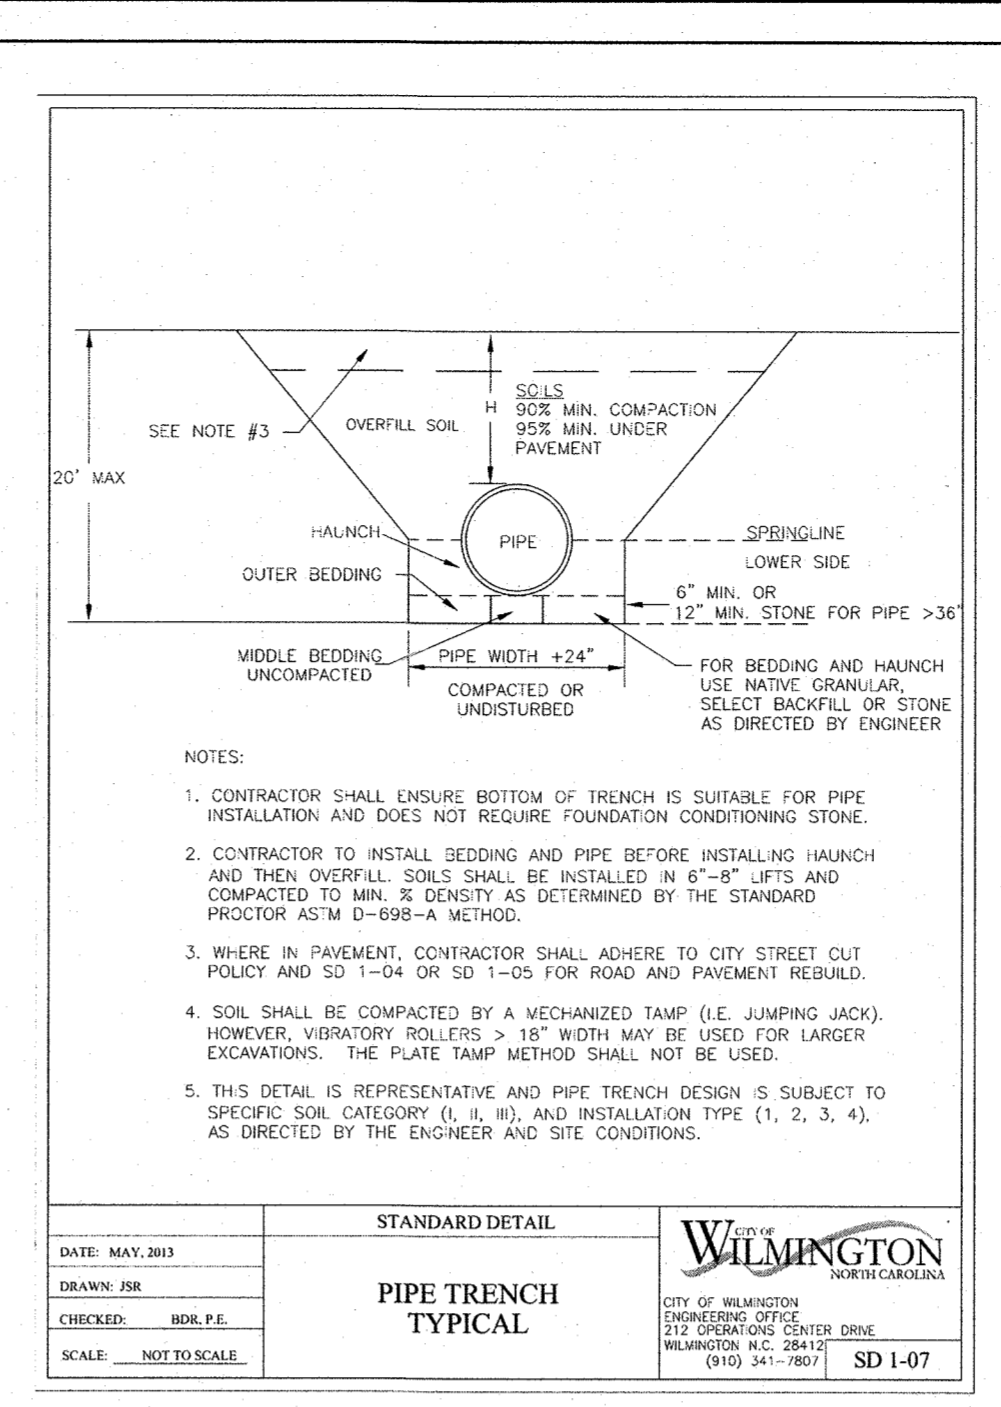 SOILS
H 90% MIN. COMPACTION
95% MIN. UNDER
PAVEMENT
OVERFILL SOIL
SEE NOTE #3
20' MAX
HAUNCH
PIPE
SPRINGLINE
LOWER SIDE
OUTER BEDDING
6" MIN. OR
12" MIN. STONE FOR PIPE >36"
MIDDLE BEDDING
UNCOMPACTED
PIPE WIDTH +24"
COMPACTED OR
UNDISTURBED
FOR BEDDING AND HAUNCH
USE NATIVE GRANULAR,
SELECT BACKFILL OR STONE
AS DIRECTED BY ENGINEER
NOTES:
1. CONTRACTOR SHALL ENSURE BOTTOM OF TRENCH IS SUITABLE FOR PIPE
INSTALLATION AND DOES NOT REQUIRE FOUNDATION CONDITIONING STONE.
2. CONTRACTOR TO INSTALL BEDDING AND PIPE BEFORE INSTALLING HAUNCH
AND THEN OVERFILL. SOILS SHALL BE INSTALLED IN 6"-8" LIFTS AND
COMPACTED TO MIN. % DENSITY AS DETERMINED BY THE STANDARD
PROCTOR ASTM D-698-A METHOD.
3. WHERE IN PAVEMENT, CONTRACTOR SHALL ADHERE TO CITY STREET CUT
POLICY AND SD 1-04 OR SD 1-05 FOR ROAD AND PAVEMENT REBUILD.
4. SOIL SHALL BE COMPACTED BY A MECHANIZED TAMP (I.E. JUMPING JACK).
HOWEVER, VIBRATORY ROLLERS > 18" WIDTH MAY BE USED FOR LARGER
EXCAVATIONS. THE PLATE TAMP METHOD SHALL NOT BE USED.
5. THIS DETAIL IS REPRESENTATIVE AND PIPE TRENCH DESIGN IS SUBJECT TO
SPECIFIC SOIL CATEGORY (I, II, III), AND INSTALLATION TYPE (1, 2, 3, 4),
AS DIRECTED BY THE ENGINEER AND SITE CONDITIONS.
DATE: MAY, 2013
DRAWN: JSR
CHECKED: BDR, P.E.
SCALE: NOT TO SCALE
STANDARD DETAIL
PIPE TRENCH
TYPICAL
CITY OF
WILMINGTON
NORTH CAROLINA
CITY OF WILMINGTON
ENGINEERING OFFICE
212 OPERATIONS CENTER DRIVE
WILMINGTON N.C. 28412
(910) 341-7807
SD 1-07